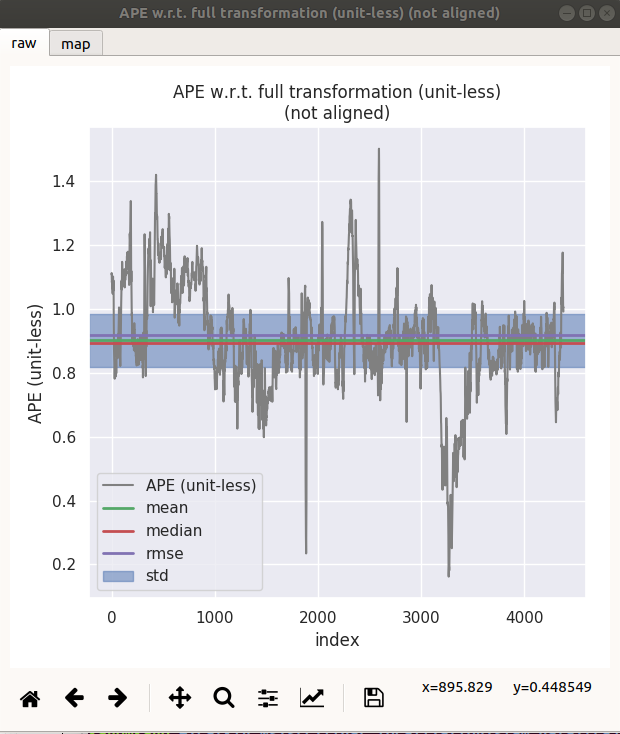 APE w.r.t. full transformation (unit-less) (not aligned)
raw
map
APE w.r.t. full transformation (unit-less)
(not aligned)
APE (unit-less)
1.4
1.2
1.0
0.8
0.6
0.4
0.2
APE (unit-less)
mean
median
rmse
std
0
1000
2000
3000
4000
index
x=895.829
y=0.448549